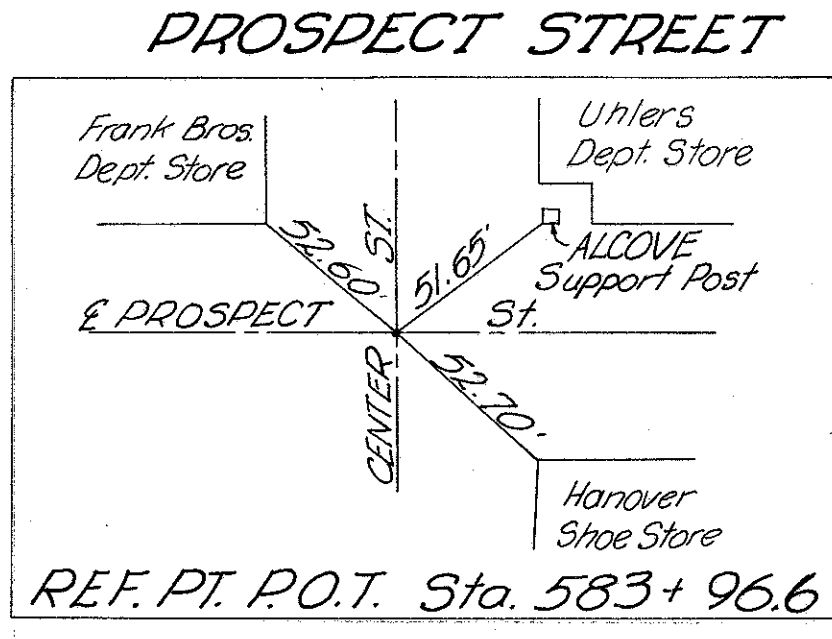 PROSPECT STREET
Frank Bros.
Dept. Store
Uhlers
Dept. Store
52.60'
CENTER ST.
51.65'
ALCOVE
Support Post
℄ PROSPECT St.
52.70'
Hanover
Shoe Store
REF. PT. P.O.T. Sta. 583+96.6